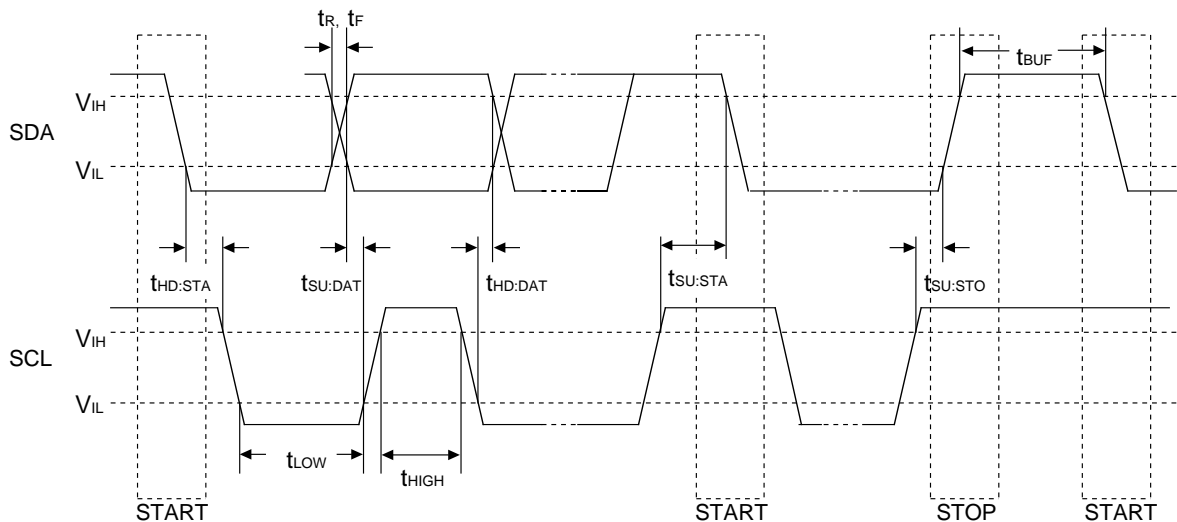 tR, tF
tBUF
VIH
SDA
VIL
tHD:STA
tSU:DAT
tHD:DAT
tSU:STA
tSU:STO
VIH
SCL
VIL
tLOW
tHIGH
START
START
STOP
START